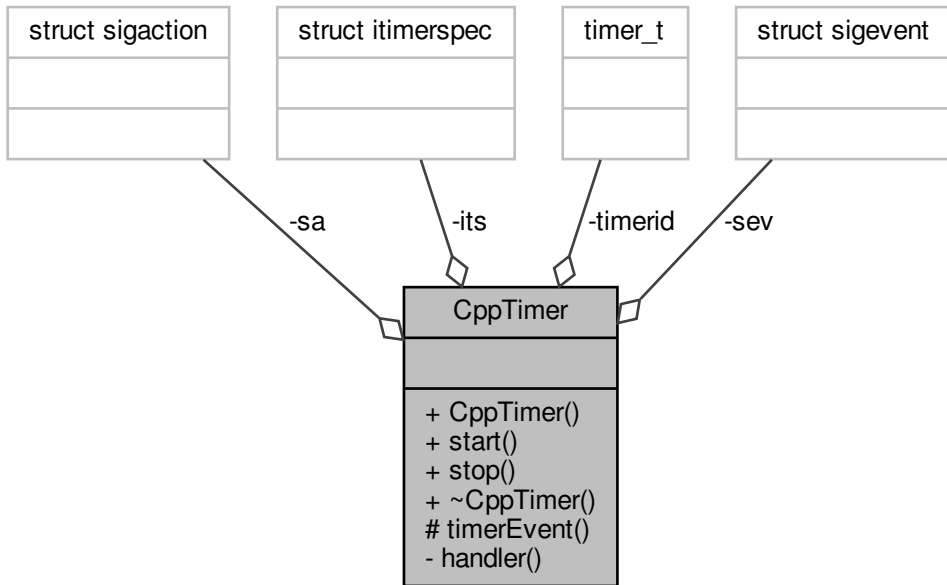 struct sigaction
struct itimerspec
timer_t
struct sigevent
-sa
-its
-timerid
-sev
CppTimer
+ CppTimer()
+ start()
+ stop()
+ ~CppTimer()
# timerEvent()
- handler()